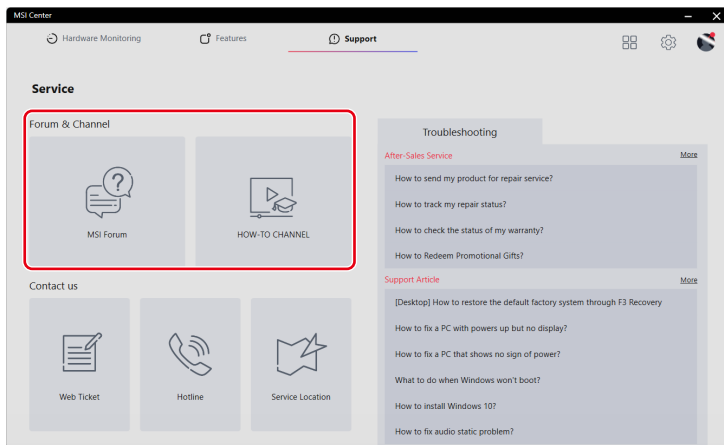 MSI Center
Hardware Monitoring
Features
Support
Service
Forum & Channel
MSI Forum
HOW-TO CHANNEL
Contact us
Web Ticket
Hotline
Service Location
Troubleshooting
After-Sales Service
More
How to send my product for repair service?
How to track my repair status?
How to check the status of my warranty?
How to Redeem Promotional Gifts?
Support Article
More
[Desktop] How to restore the default factory system through F3 Recovery
How to fix a PC with powers up but no display?
How to fix a PC that shows no sign of power?
What to do when Windows won't boot?
How to install Windows 10?
How to fix audio static problem?